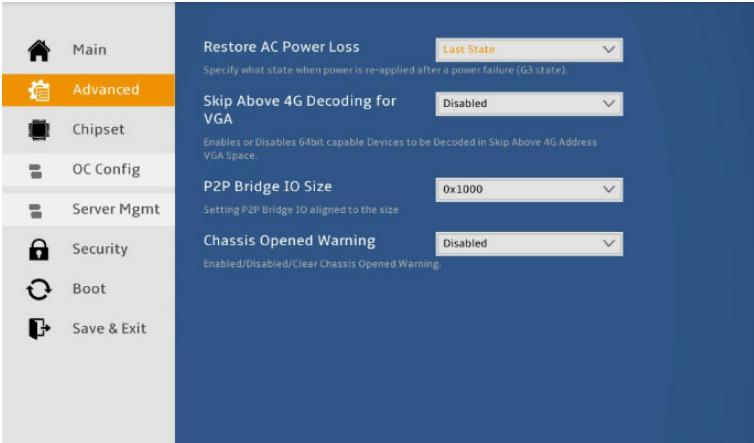 Main
Advanced
Chipset
OC Config
Server Mgmt
Security
Boot
Save & Exit
Restore AC Power Loss
Last State
Specify what state when power is re-applied after a power failure (G3 state).
Skip Above 4G Decoding for
VGA
Disabled
Enables or Disables 64bit capable Devices to be Decoded in Skip Above 4G Address
VGA Space.
P2P Bridge IO Size
0x1000
Setting P2P Bridge IO aligned to the size
Chassis Opened Warning
Disabled
Enabled/Disabled/Clear Chassis Opened Warning.